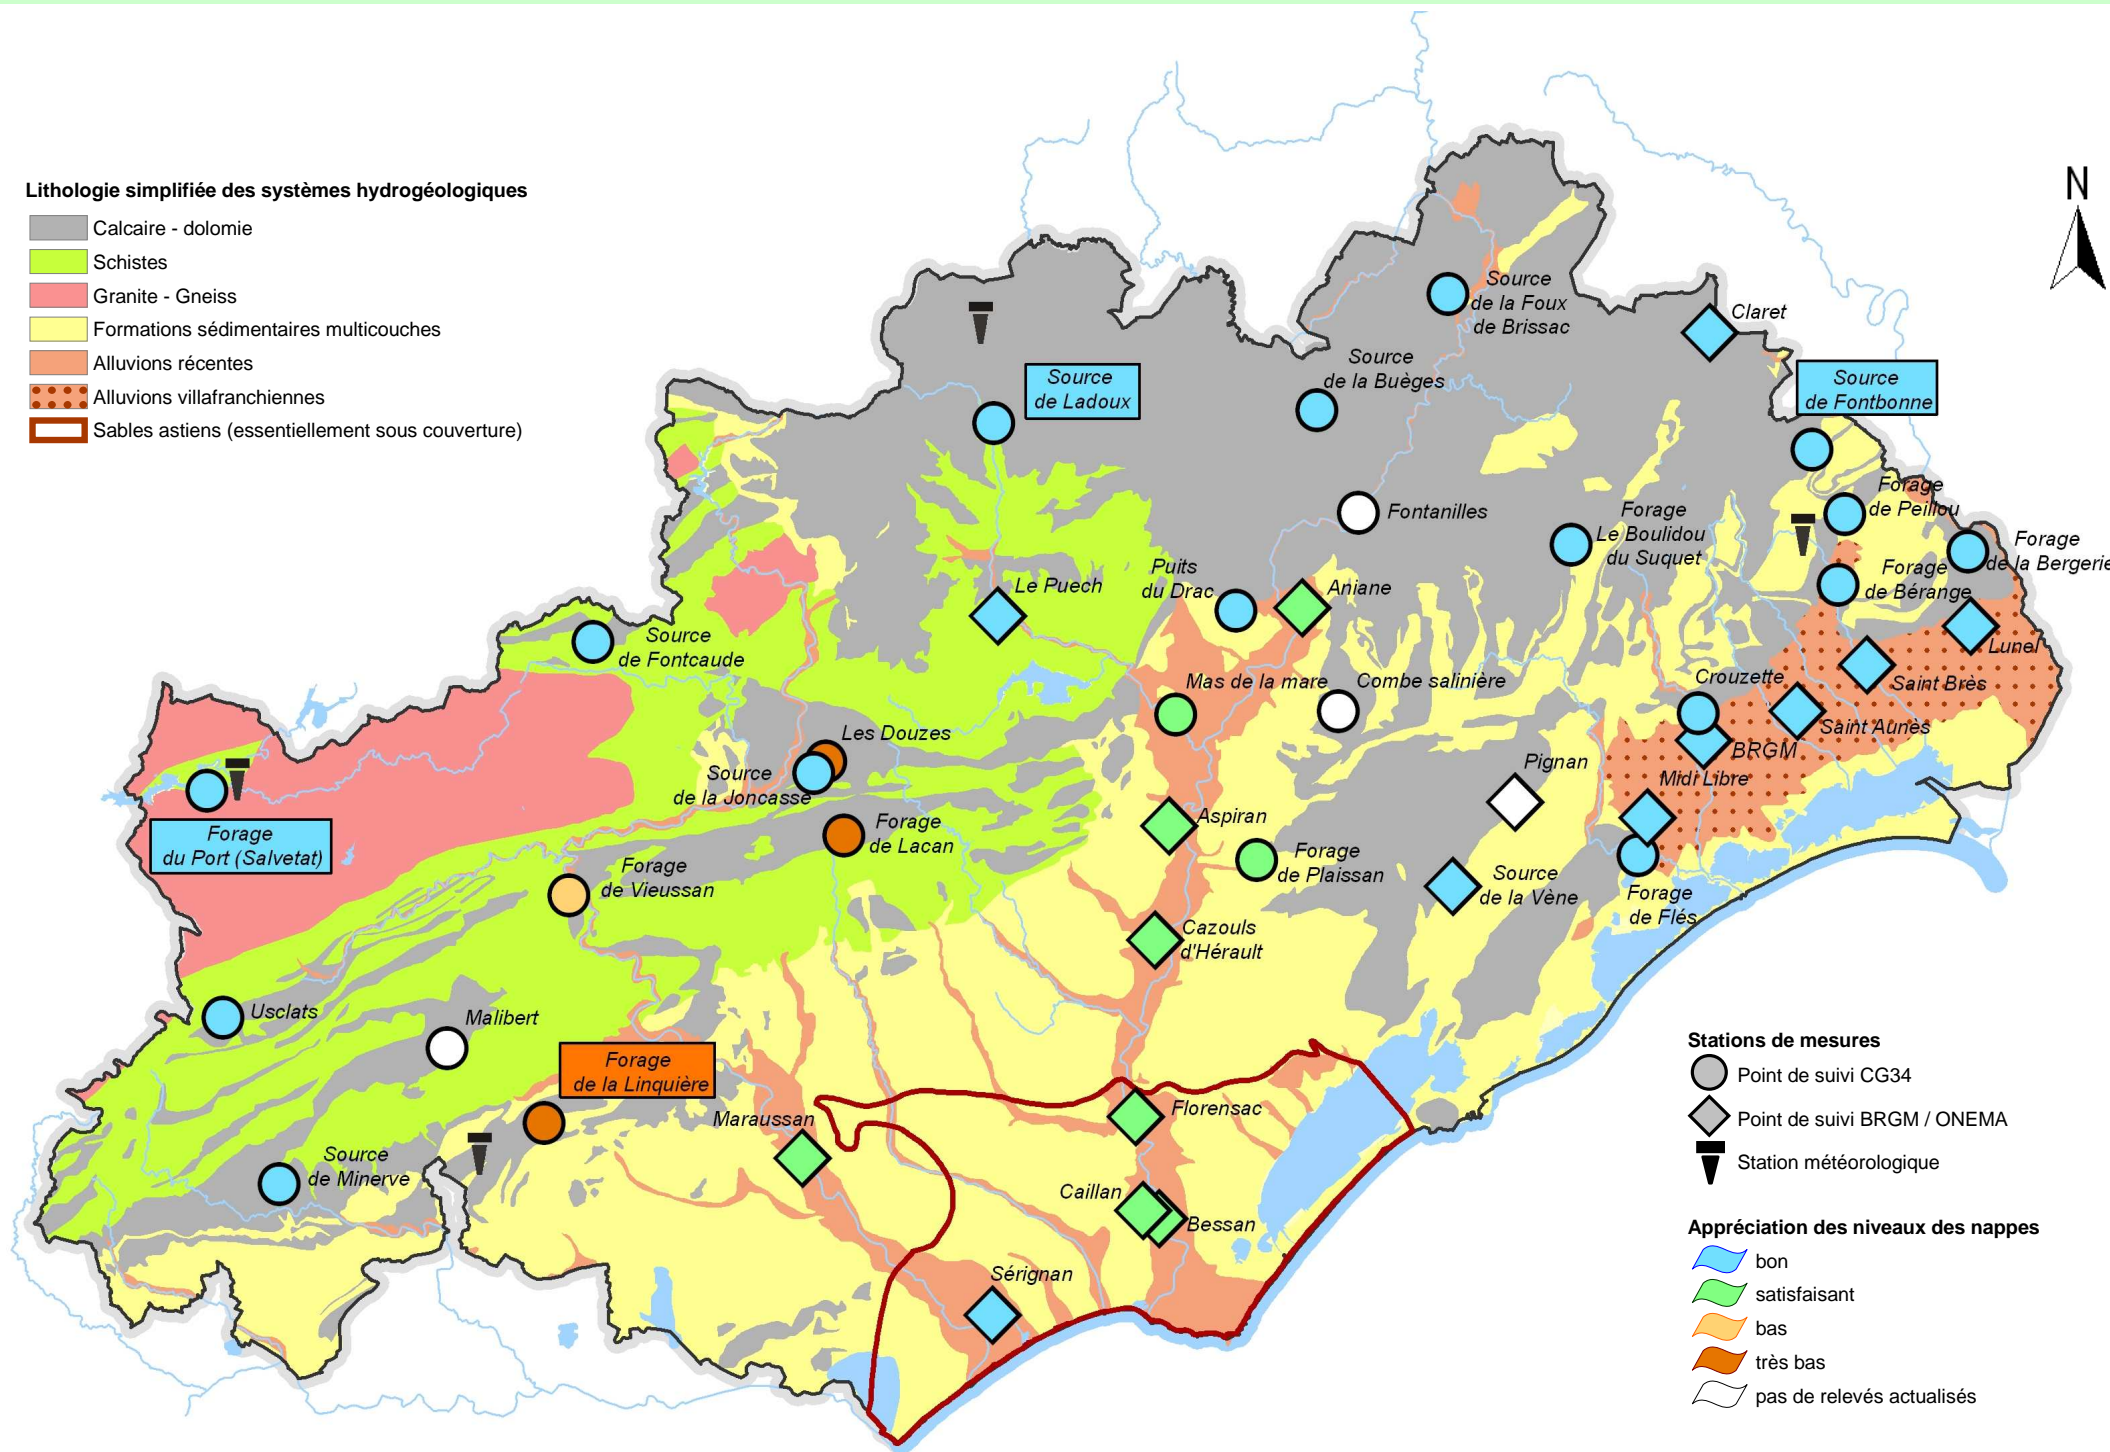 N
Lithologie simplifiée des systèmes hydrogéologiques
Calcaire - dolomie
Schistes
Granite - Gneiss
Formations sédimentaires multicouches
Alluvions récentes
Alluvions villafranchiennes
Sables astiens (essentiellement sous couverture)
Source
de la Foux
de Brissac
Claret
Source
de la Buèges
Source
de Ladoux
Source
de Fontbonne
Forage
de Peillou
Fontanilles
Forage
Le Boulidou
du Suquet
Forage
de la Bergerie
Forage
de Bérange
Puits
du Drac
Aniane
Le Puech
Source
de Fontcaude
Lunel
Mas de la mare
Combe salinière
Crouzette
Saint Brès
Saint Aunès
BRGM
Les Douzes
Source
de la Joncasse
Pignan
Midi Libre
Forage
du Port (Salvetat)
Forage
de Lacan
Aspiran
Forage
de Plaissan
Forage
de Vieussan
Source
de la Vène
Forage
de Flés
Cazouls
d'Hérault
Usclats
Malibert
Forage
de la Linquière
Maraussan
Florensac
Source
de Minerve
Caillan
Bessan
Sérignan
Stations de mesures
Point de suivi CG34
Point de suivi BRGM / ONEMA
Station météorologique
Appréciation des niveaux des nappes
bon
satisfaisant
bas
très bas
pas de relevés actualisés